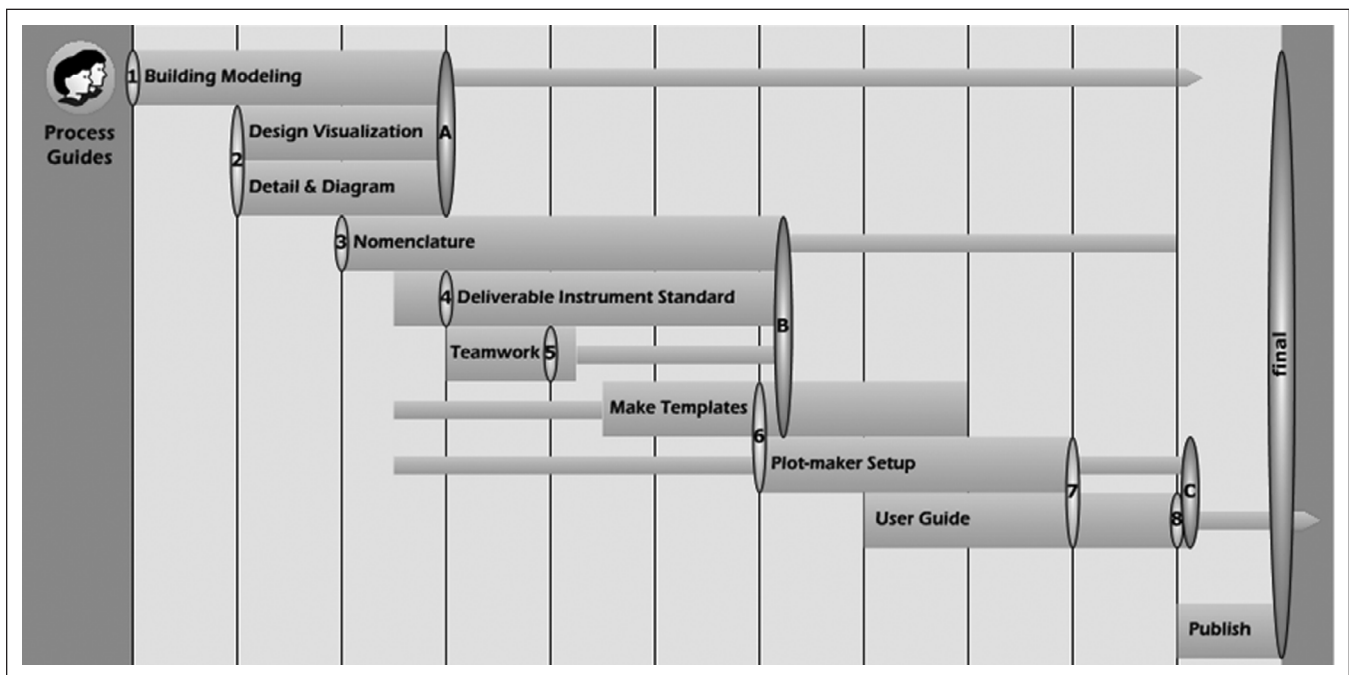 Process
Guides
1 Building Modeling
A
2
Design Visualization
Detail & Diagram
3 Nomenclature
4 Deliverable Instrument Standard
B
Teamwork 5
Make Templates
6
Plot-maker Setup
7
C
User Guide
8
final
Publish